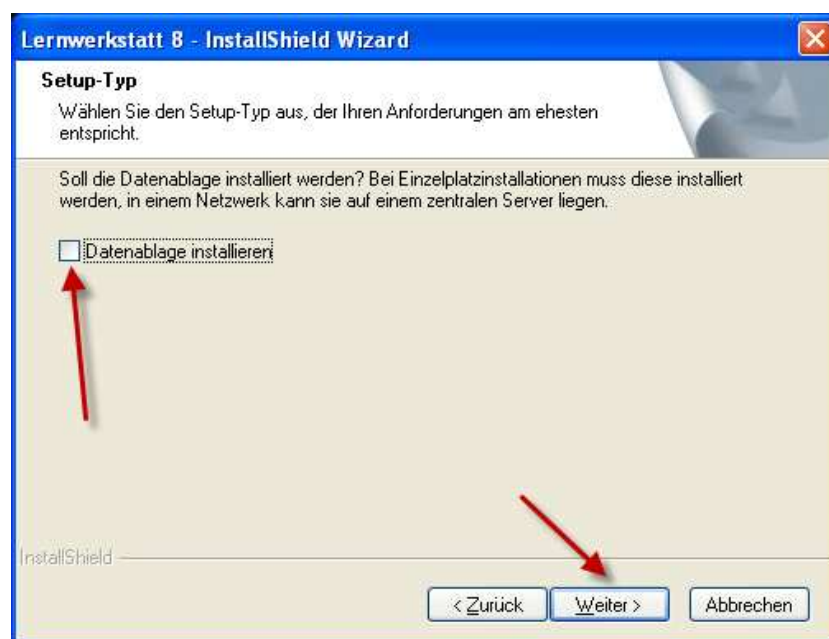 Lernwerkstatt 8 - InstallShield Wizard
Setup-Typ
Wählen Sie den Setup-Typ aus, der Ihren Anforderungen am ehesten
entspricht.
Soll die Datenablage installiert werden? Bei Einzelplatzinstallationen muss diese installiert
werden, in einem Netzwerk kann sie auf einem zentralen Server liegen.
Datenablage installieren
InstallShield
< Zurück Weiter > Abbrechen